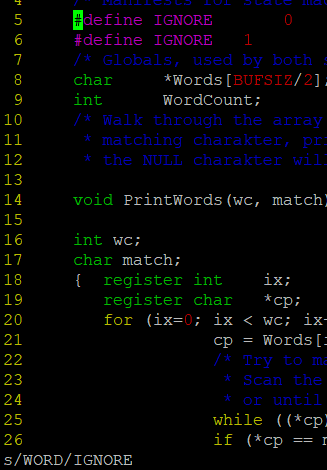 4 /* Manifests for state mac
5 #define IGNORE 0
6 #define IGNORE 1
7 /* Globals, used by both
8 char *Words[BUFSIZ/2],
9 int WordCount;
10 /* Walk through the array
11 * matching charakter, pri
12 * the NULL charakter will
13
14 void PrintWords(wc, match)
15
16 int wc;
17 char match;
18 { register int ix;
19 register char *cp;
20 for (ix=0; ix < wc; ix
21 cp = Words[i
22 /* Try to ma
23 * Scan the
24 * or until
25 while ((*cp)
26 if (*cp == n
s/WORD/IGNORE